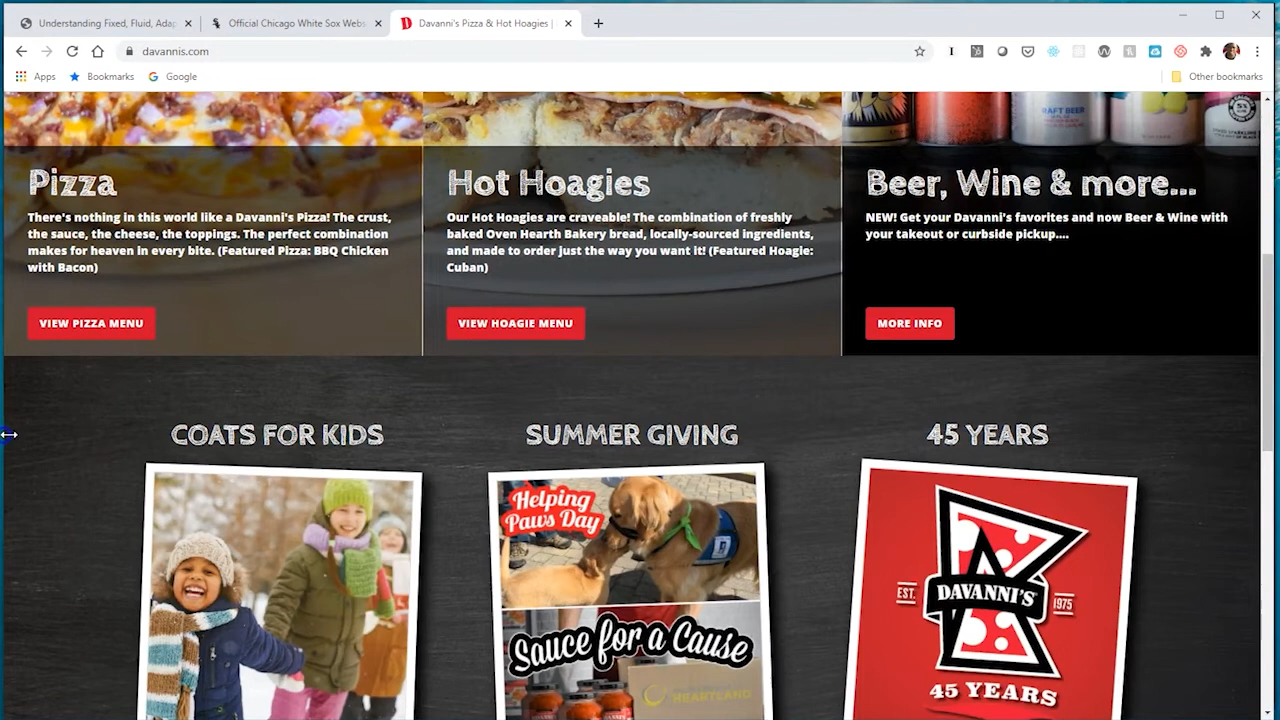 Understanding Fixed, Fluid, Adap
Official Chicago White Sox Webs
Davanni's Pizza & Hot Hoagies |
davannis.com
Apps
Bookmarks
Google
Other bookmarks
Pizza
There's nothing in this world like a Davanni's Pizza! The crust,
the sauce, the cheese, the toppings. The perfect combination
makes for heaven in every bite. (Featured Pizza: BBQ Chicken
with Bacon)
VIEW PIZZA MENU
Hot Hoagies
Our Hot Hoagies are craveable! The combination of freshly
baked Oven Hearth Bakery bread, locally-sourced ingredients,
and made to order just the way you want it! (Featured Hoagie:
Cuban)
VIEW HOAGIE MENU
CRAFT BEER
Beer, Wine & more...
NEW! Get your Davanni's favorites and now Beer & Wine with
your takeout or curbside pickup....
MORE INFO
COATS FOR KIDS
SUMMER GIVING
Helping
Paws Day
Sauce for a Cause
HEARTLAND
45 YEARS
EST.
DAVANNI'S
1975
45 YEARS